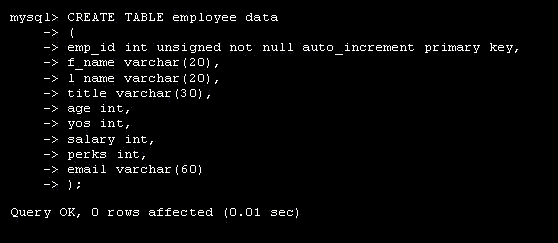 mysql> CREATE TABLE employee data
-> (
-> emp_id int unsigned not null auto_increment primary key,
-> f_name varchar(20),
-> l_name varchar(20),
-> title varchar(30),
-> age int,
-> yos int,
-> salary int,
-> perks int,
-> email varchar(60)
-> );
Query OK, 0 rows affected (0.01 sec)